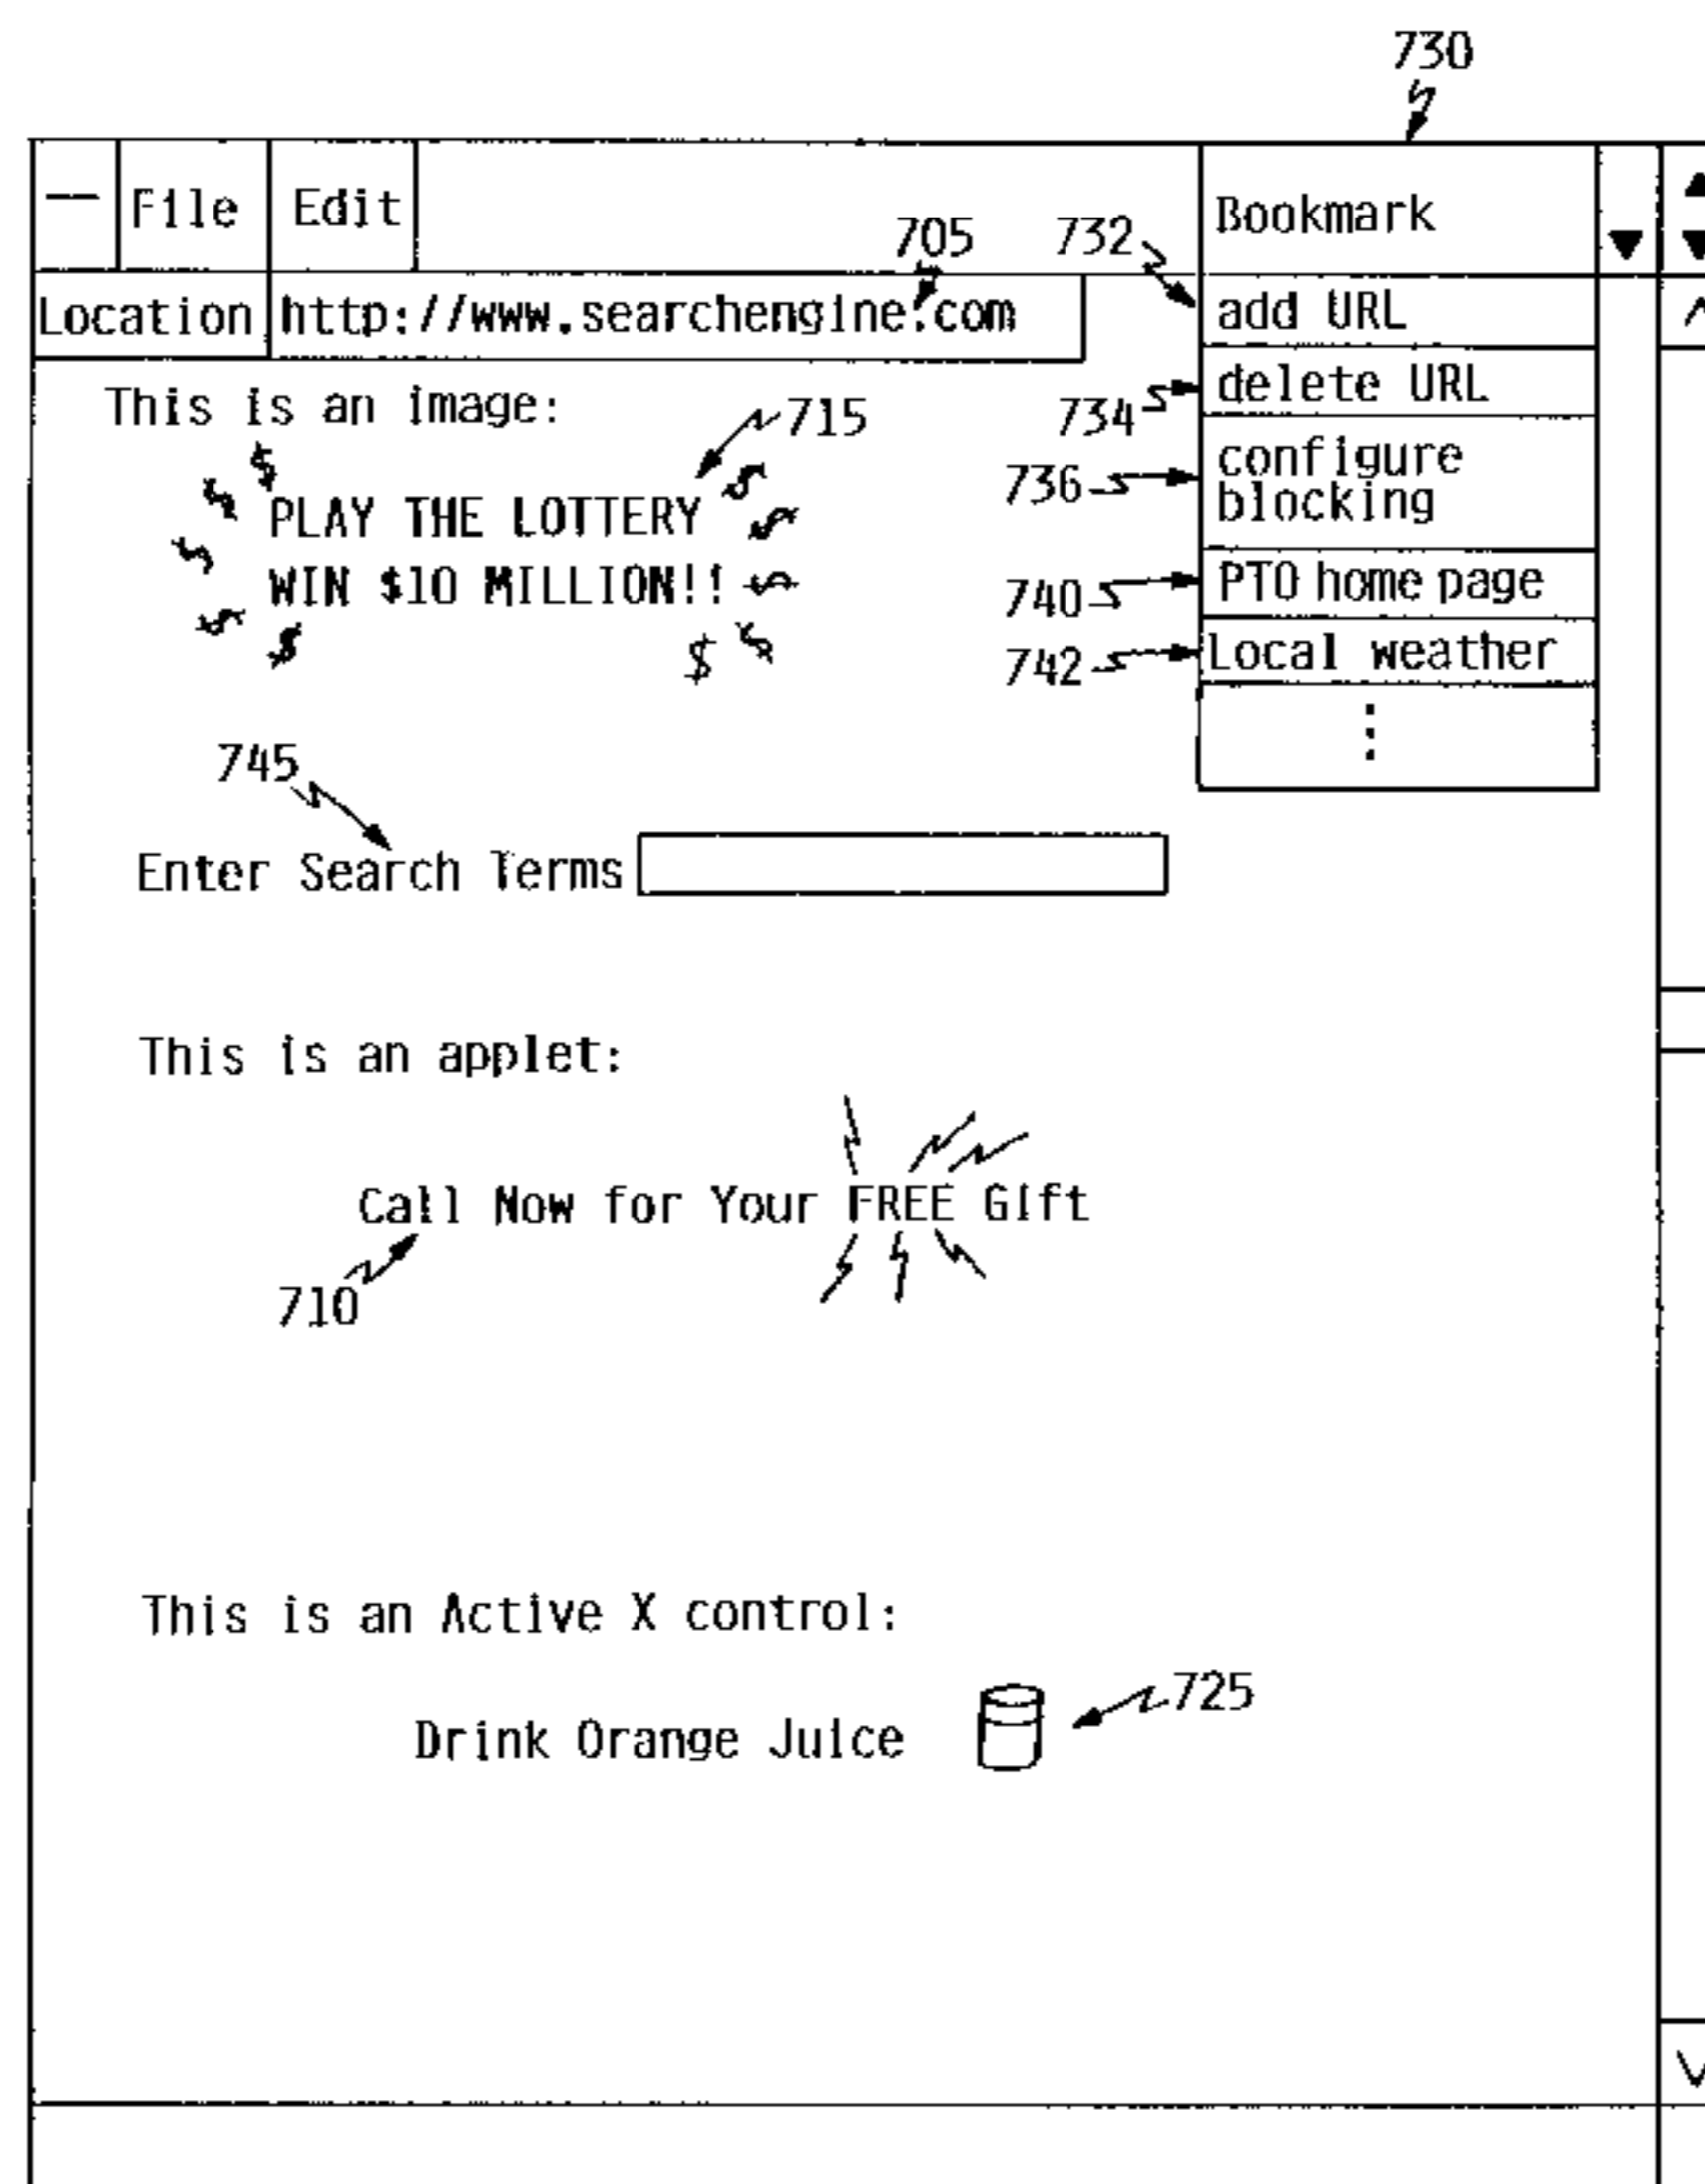 730
File Edit Bookmark
705 732
Location http://www.searchengine.com add URL
This is an image: 715 734 delete URL
736 configure
blocking
$ $ $ $ $ $ $ $ $ $ $
PLAY THE LOTTERY
WIN $10 MILLION!!
740 PTO home page
742 Local weather
745
Enter Search Terms
This is an applet:
Call Now for Your FREE Gift
710
This is an Active X control:
725
Drink Orange Juice